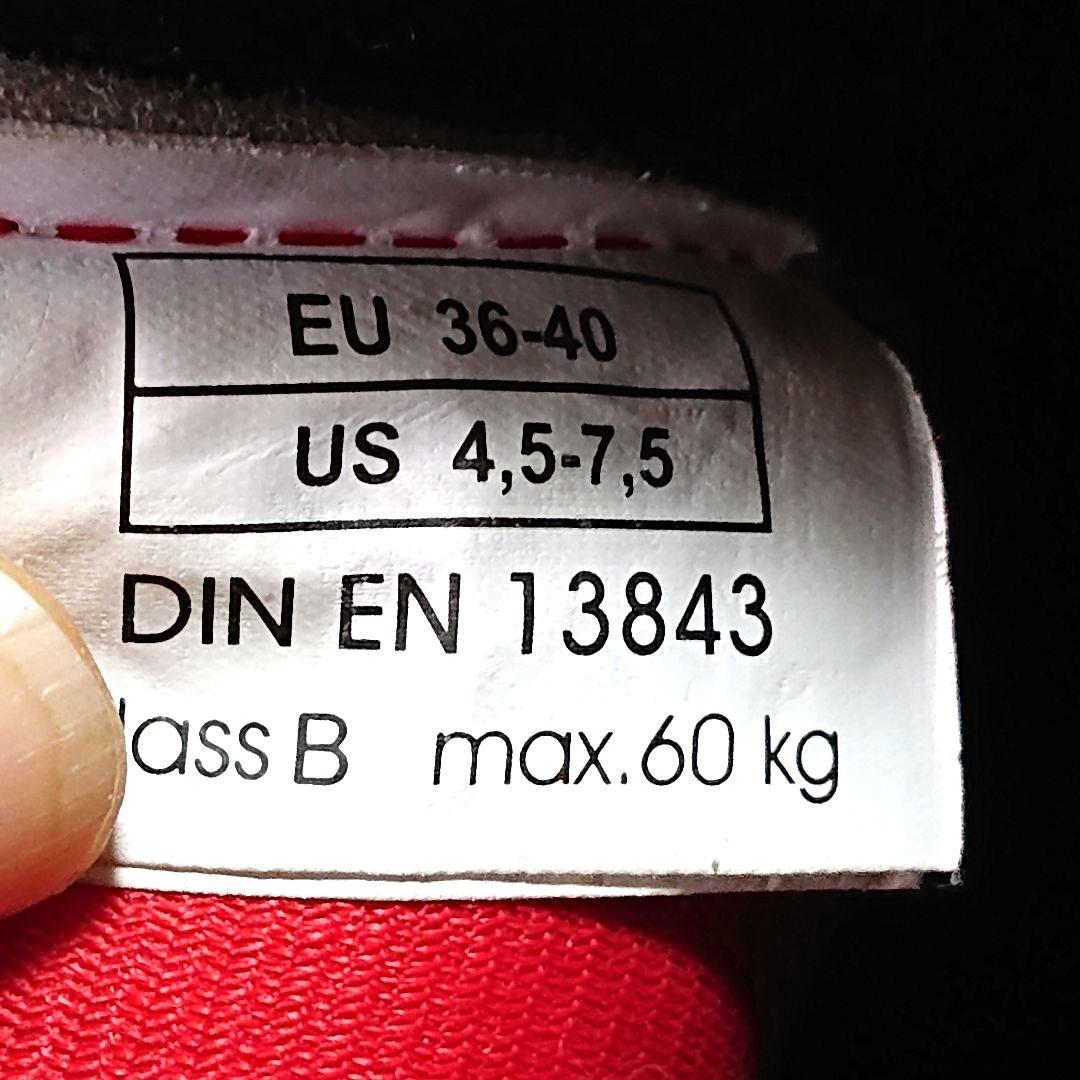 EU 36-40
US 4,5-7,5
DIN EN 13843
lass B max.60 kg